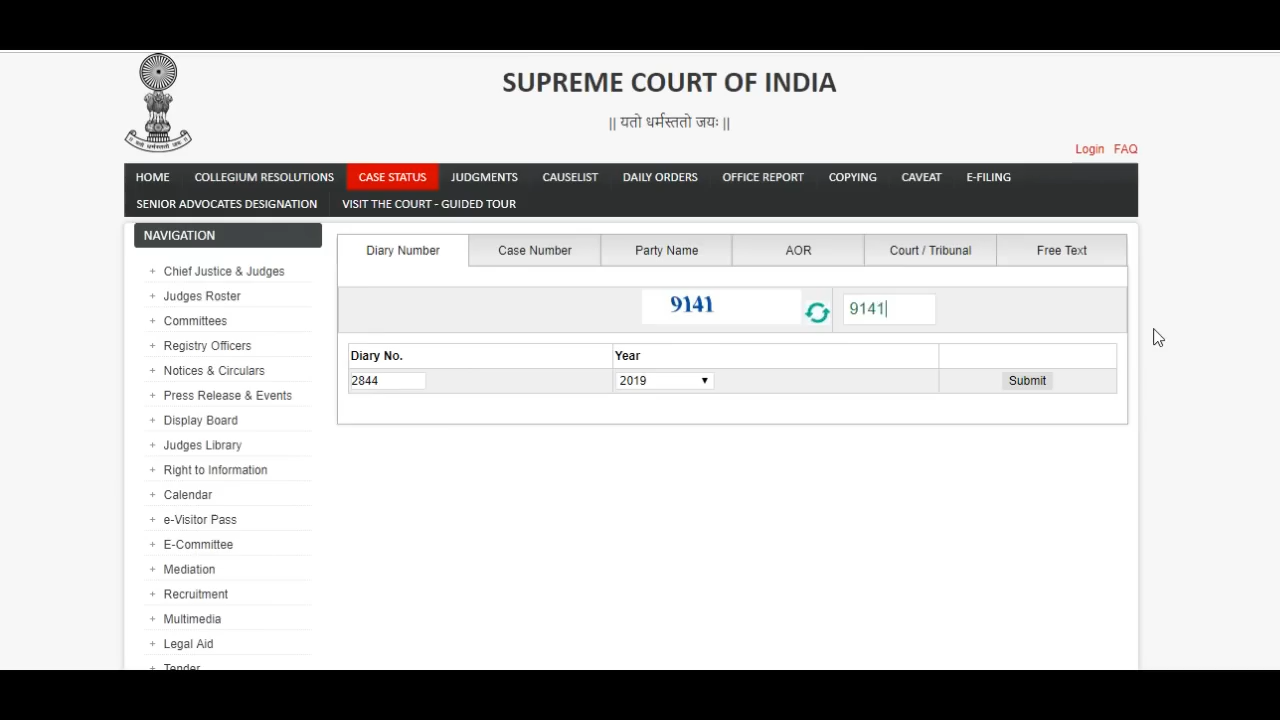 SUPREME COURT OF INDIA
|| यतो धर्मस्ततो जयः ||
Login FAQ
HOME COLLEGIUM RESOLUTIONS CASE STATUS JUDGMENTS CAUSELIST DAILY ORDERS OFFICE REPORT COPYING CAVEAT E-FILING
SENIOR ADVOCATES DESIGNATION VISIT THE COURT - GUIDED TOUR
NAVIGATION
+ Chief Justice & Judges
+ Judges Roster
+ Committees
+ Registry Officers
+ Notices & Circulars
+ Press Release & Events
+ Display Board
+ Judges Library
+ Right to Information
+ Calendar
+ e-Visitor Pass
+ E-Committee
+ Mediation
+ Recruitment
+ Multimedia
+ Legal Aid
+ Tender
Diary Number Case Number Party Name AOR Court / Tribunal Free Text
9141 9141
Diary No. Year
2844 2019 Submit